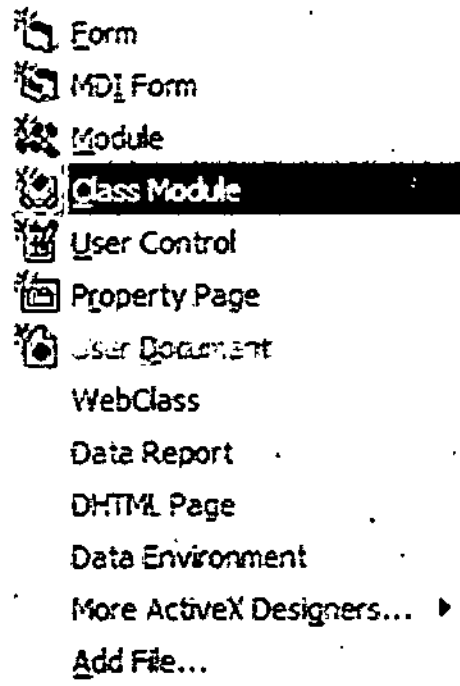 Form
MDI Form
Module
Class Module
User Control
Property Page
User Document
WebClass
Data Report
DHTML Page
Data Environment
More ActiveX Designers...
Add File...